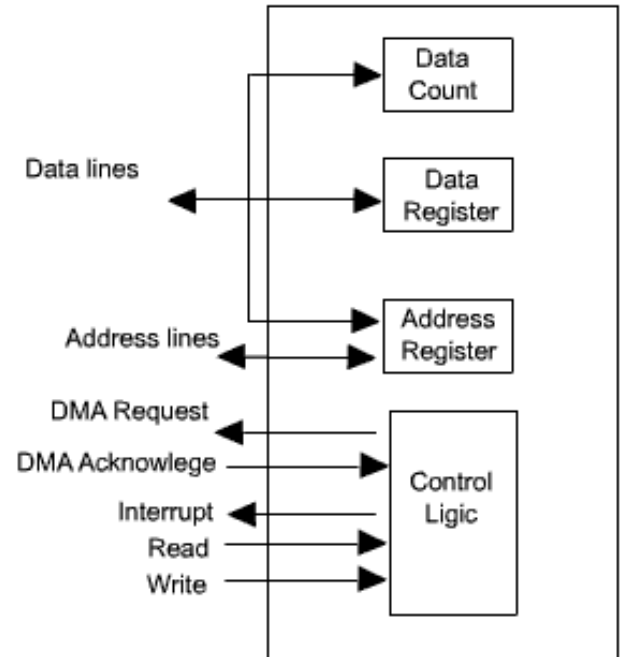 Data
Count
Data lines
Data
Register
Address lines
Address
Register
DMA Request
DMA Acknowlege
Interrupt
Read
Write
Control
Ligic